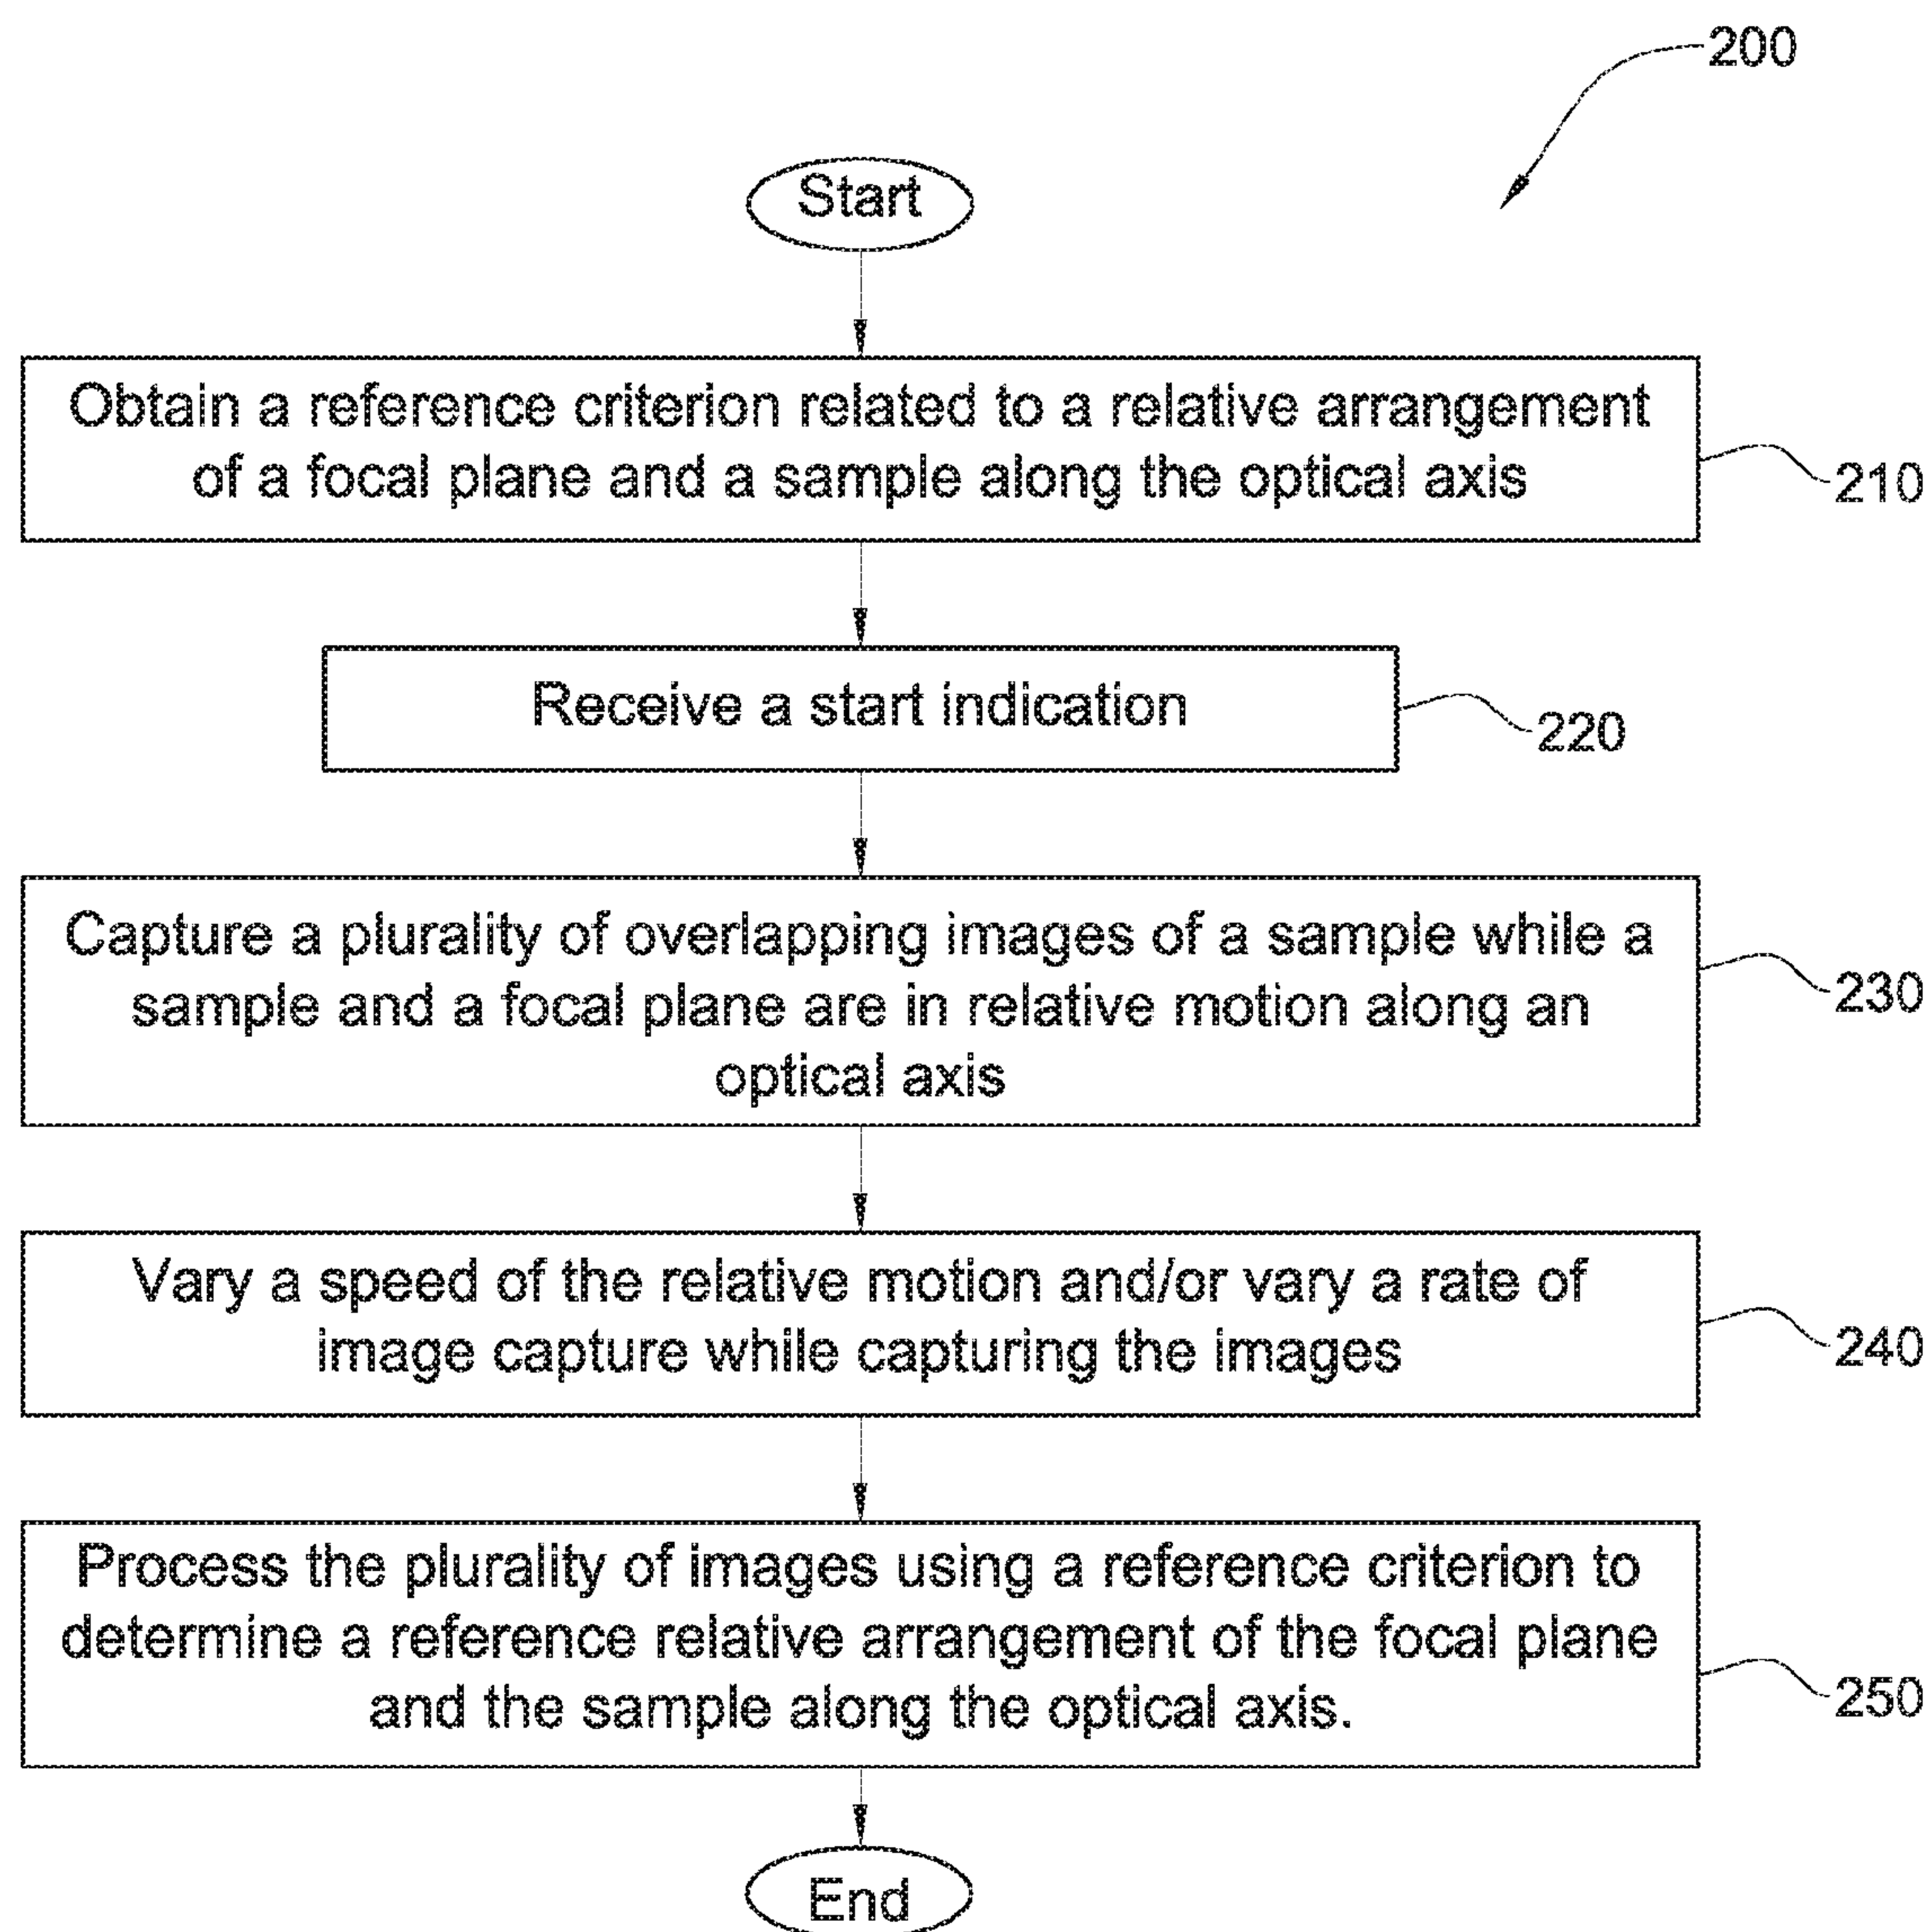 200
Start
Obtain a reference criterion related to a relative arrangement
of a focal plane and a sample along the optical axis
210
Receive a start indication
220
Capture a plurality of overlapping images of a sample while a
sample and a focal plane are in relative motion along an
optical axis
230
Vary a speed of the relative motion and/or vary a rate of
image capture while capturing the images
240
Process the plurality of images using a reference criterion to
determine a reference relative arrangement of the focal plane
and the sample along the optical axis.
250
End